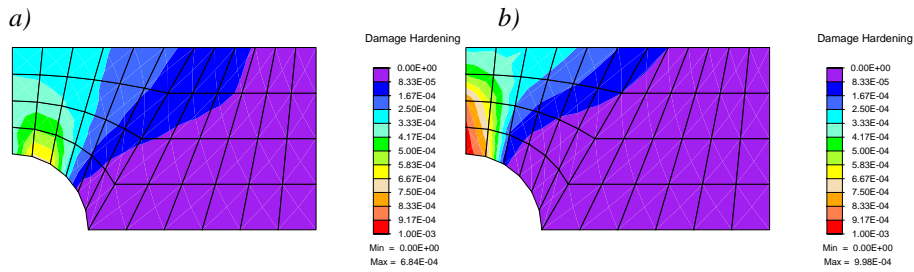 a)
Damage Hardening
0.00E+00
8.33E-05
1.67E-04
2.50E-04
3.33E-04
4.17E-04
5.00E-04
5.83E-04
6.67E-04
7.50E-04
8.33E-04
9.17E-04
1.00E-03
Min = 0.00E+00
Max = 6.84E-04
b)
Damage Hardening
0.00E+00
8.33E-05
1.67E-04
2.50E-04
3.33E-04
4.17E-04
5.00E-04
5.83E-04
6.67E-04
7.50E-04
8.33E-04
9.17E-04
1.00E-03
Min = 0.00E+00
Max = 9.98E-04